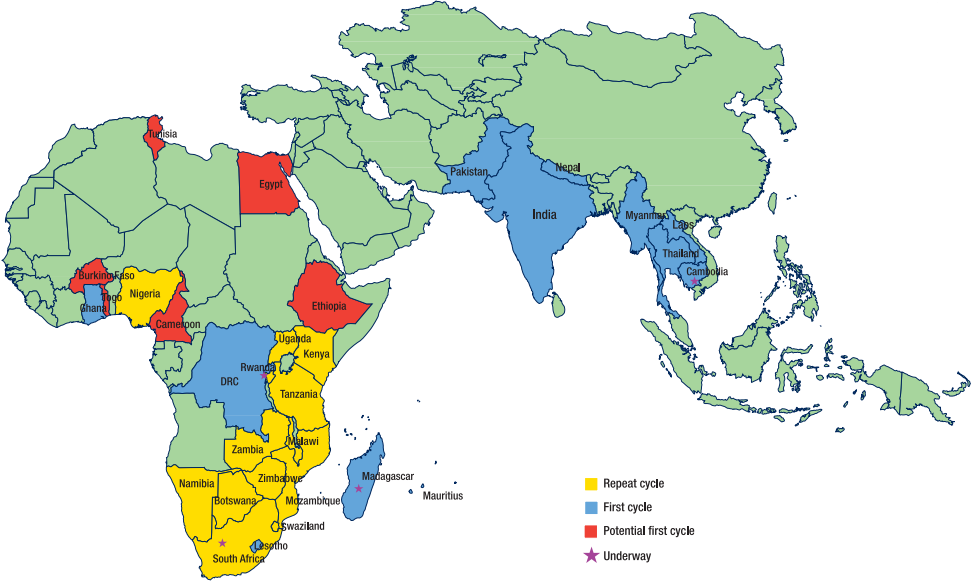 Tunisia
Egypt
Pakistan
Nepal
India
Myanmar
Laos
Thailand
Cambodia
Burkino Faso
Ghana
Togo
Nigeria
Cameroon
Ethiopia
Uganda
Kenya
Rwanda
DRC
Tanzania
Malawi
Zambia
Zimbabwe
Namibia
Botswana
Mozambique
Madagascar
Mauritius
Swaziland
Lesotho
South Africa
Repeat cycle
First cycle
Potential first cycle
Underway